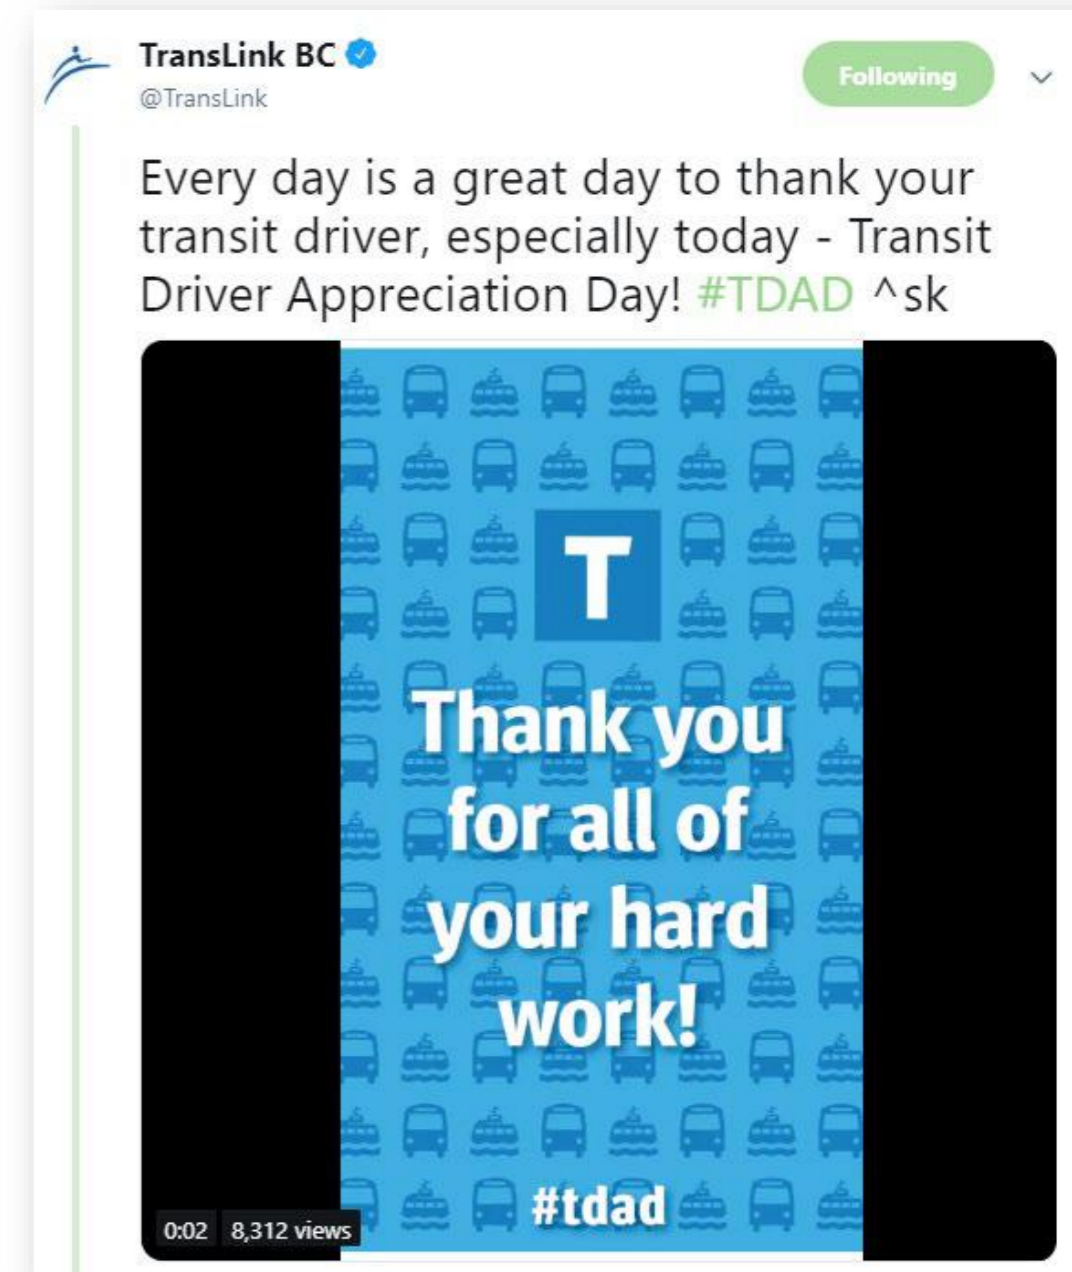 TransLink BC
Following
@TransLink
Every day is a great day to thank your
transit driver, especially today - Transit
Driver Appreciation Day! #TDAD ^sk
T
Thank you
for all of
your hard
work!
#tdad
0:02 8,312 views